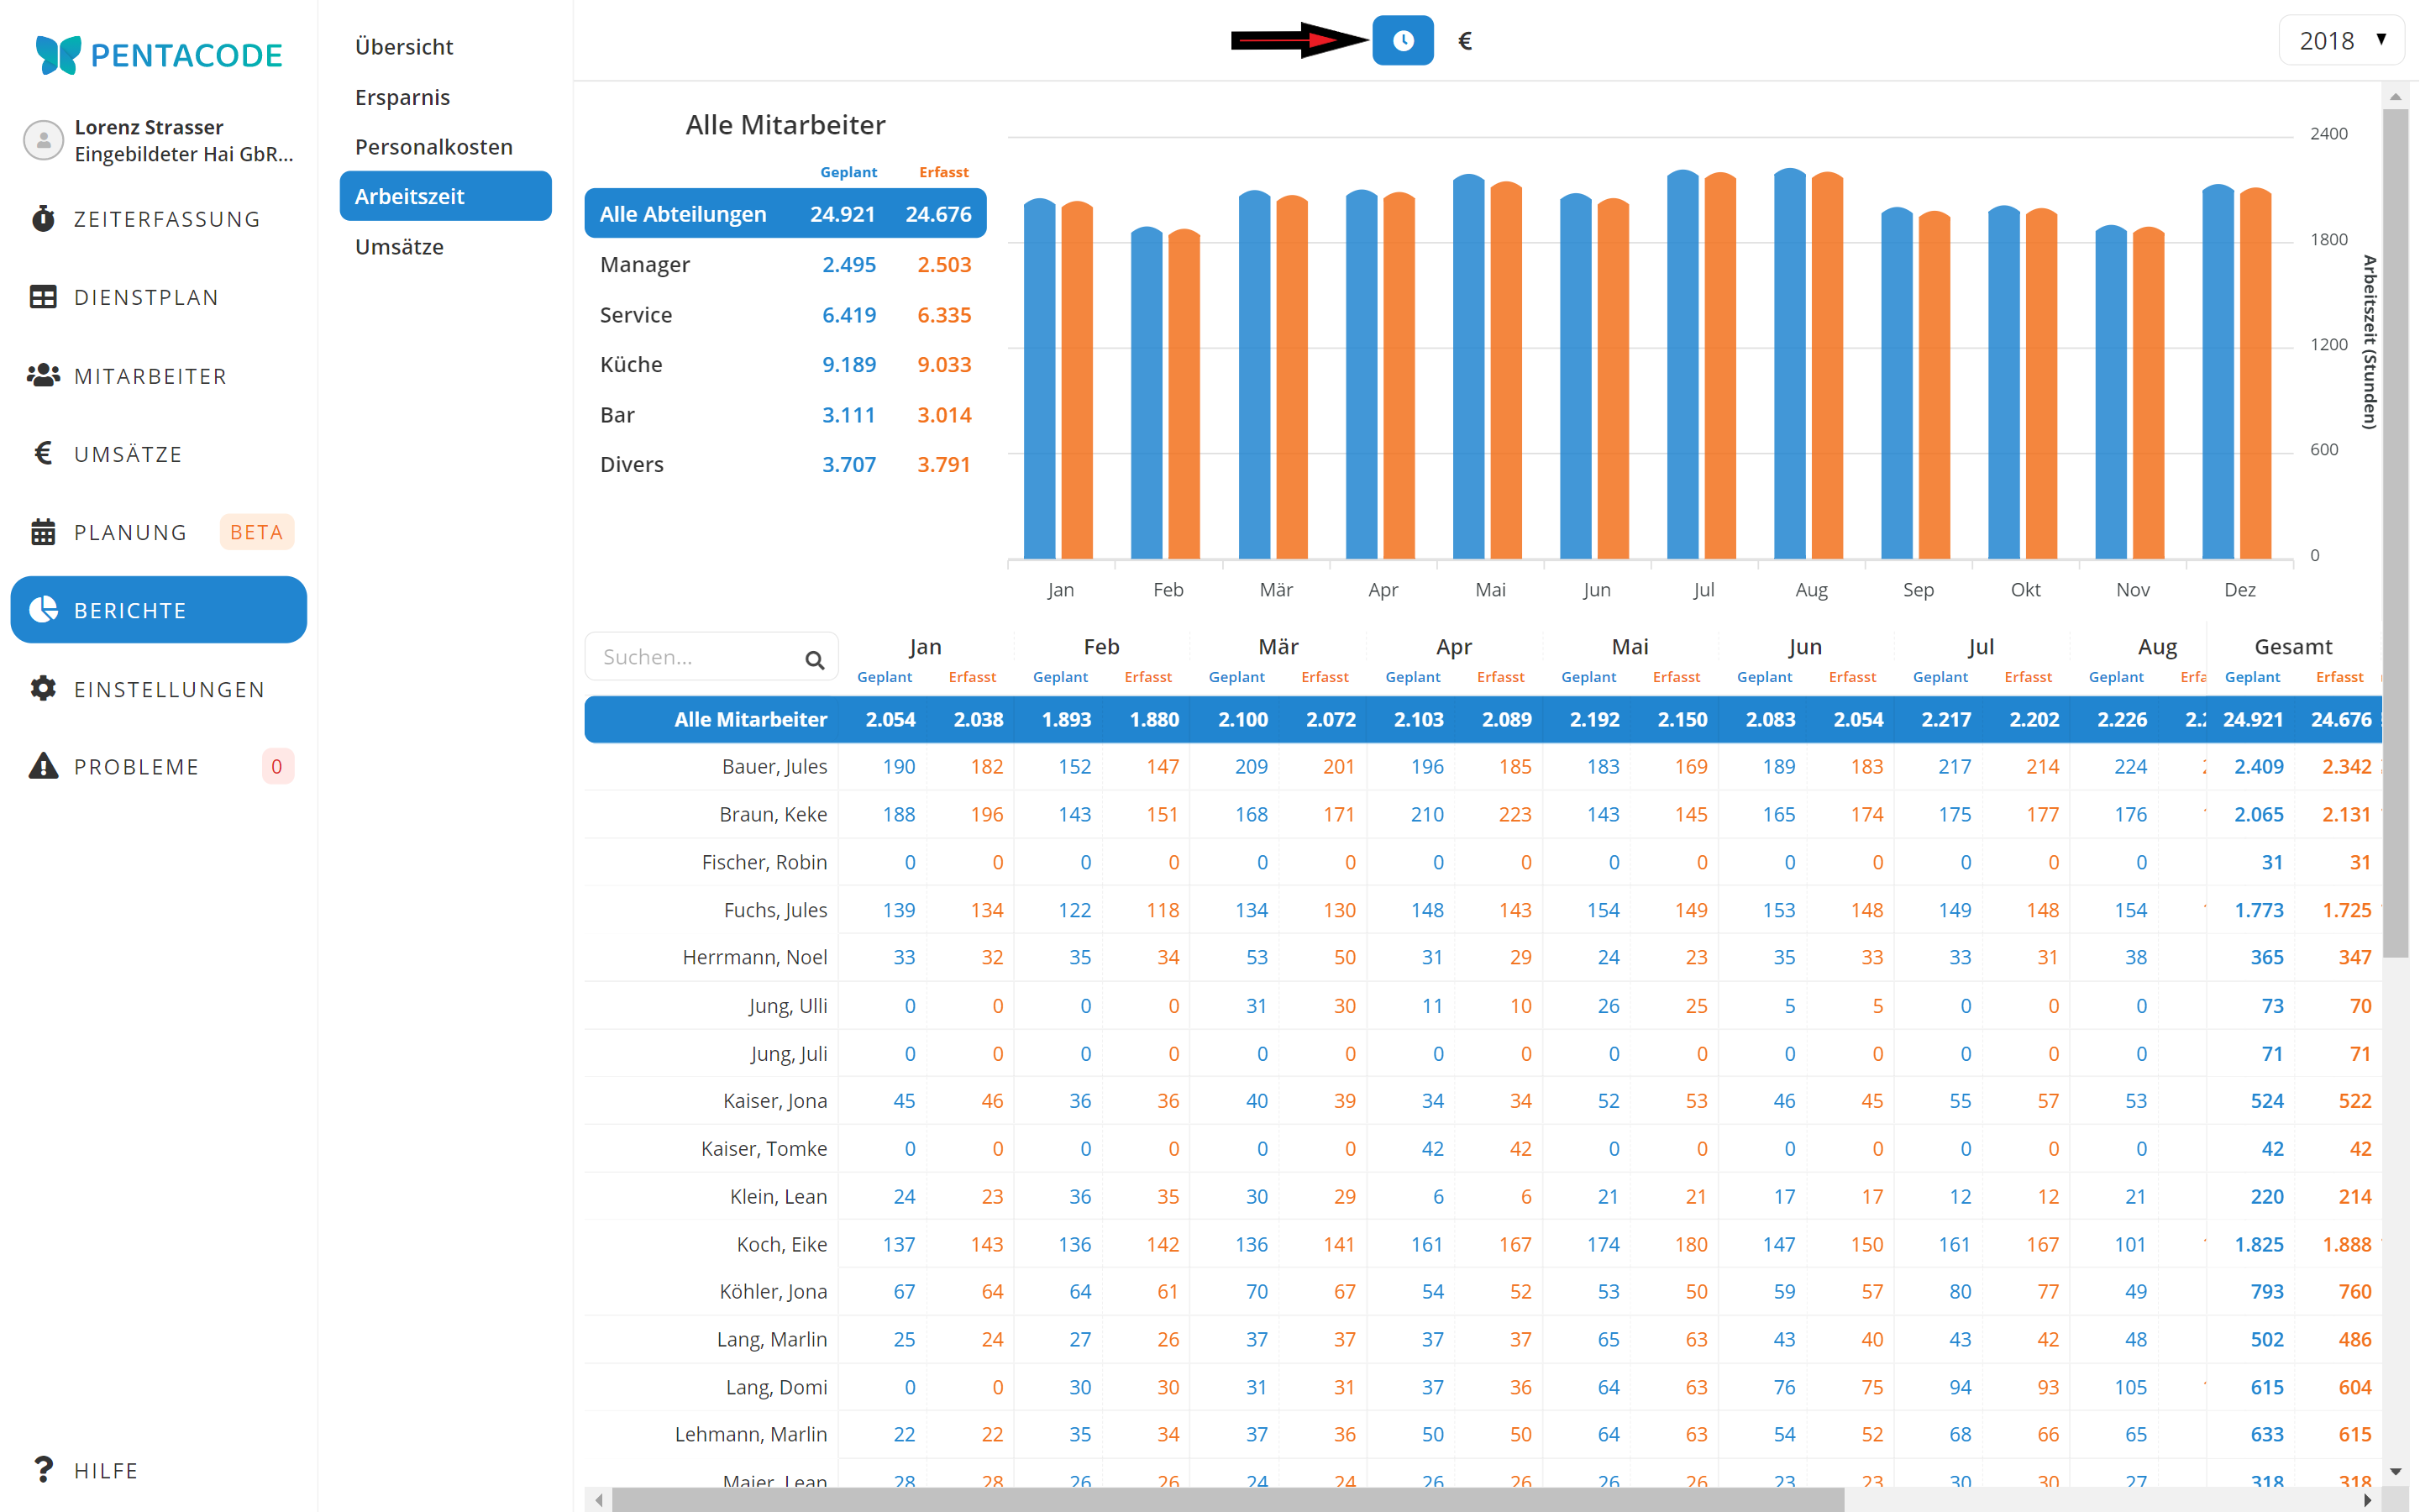 PENTACODE
Lorenz Strasser
Eingebildeter Hai GbR...
ZEITERFASSUNG
DIENSTPLAN
MITARBEITER
€ UMSÄTZE
PLANUNG BETA
BERICHTE
EINSTELLUNGEN
PROBLEME 0
? HILFE
Übersicht
Ersparnis
Personalkosten
Arbeitszeit
Umsätze
€
2018
Alle Mitarbeiter
Geplant Erfasst
Alle Abteilungen 24.921 24.676
Manager 2.495 2.503
Service 6.419 6.335
Küche 9.189 9.033
Bar 3.111 3.014
Divers 3.707 3.791
2400
1800
1200
600
0
Arbeitszeit (Stunden)
Jan Feb Mär Apr Mai Jun Jul Aug Sep Okt Nov Dez
Suchen...
Jan Feb Mär Apr Mai Jun Jul Aug Gesamt
Geplant Erfasst Geplant Erfasst Geplant Erfasst Geplant Erfasst Geplant Erfasst Geplant Erfasst Geplant Erfasst Geplant Erfa Geplant Erfasst
Alle Mitarbeiter 2.054 2.038 1.893 1.880 2.100 2.072 2.103 2.089 2.192 2.150 2.083 2.054 2.217 2.202 2.226 24.921 24.676
Bauer, Jules 190 182 152 147 209 201 196 185 183 169 189 183 217 214 224 2.409 2.342
Braun, Keke 188 196 143 151 168 171 210 223 143 145 165 174 175 177 176 2.065 2.131
Fischer, Robin 0 0 0 0 0 0 0 0 0 0 0 0 0 0 0 31 31
Fuchs, Jules 139 134 122 118 134 130 148 143 154 149 153 148 149 148 154 1.773 1.725
Herrmann, Noel 33 32 35 34 53 50 31 29 24 23 35 33 33 31 38 365 347
Jung, Ulli 0 0 0 0 31 30 11 10 26 25 5 5 0 0 0 73 70
Jung, Juli 0 0 0 0 0 0 0 0 0 0 0 0 0 0 0 71 71
Kaiser, Jona 45 46 36 36 40 39 34 34 52 53 46 45 55 57 53 524 522
Kaiser, Tomke 0 0 0 0 0 0 42 42 0 0 0 0 0 0 0 42 42
Klein, Lean 24 23 36 35 30 29 6 6 21 21 17 17 12 12 21 220 214
Koch, Eike 137 143 136 142 136 141 161 167 174 180 147 150 161 167 101 1.825 1.888
Köhler, Jona 67 64 64 61 70 67 54 52 53 50 59 57 80 77 49 793 760
Lang, Marlin 25 24 27 26 37 37 37 37 65 63 43 40 43 42 48 502 486
Lang, Domi 0 0 30 30 31 31 37 36 64 63 76 75 94 93 105 615 604
Lehmann, Marlin 22 22 35 34 37 36 50 50 64 63 54 52 68 66 65 633 615
Maier, Lean 28 28 26 26 24 24 26 26 26 26 23 23 30 30 27 318 318